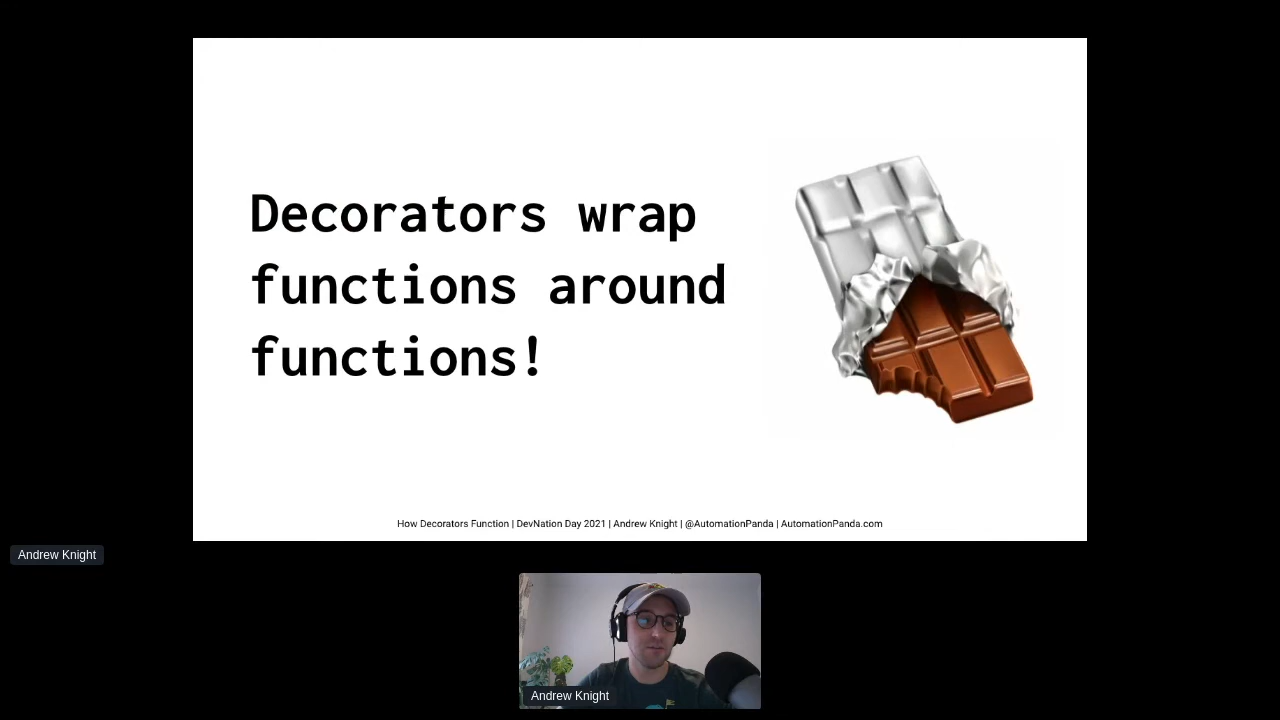 Decorators wrap
functions around
functions!
How Decorators Function | DevNation Day 2021 | Andrew Knight | @AutomationPanda | AutomationPanda.com
Andrew Knight
Andrew Knight